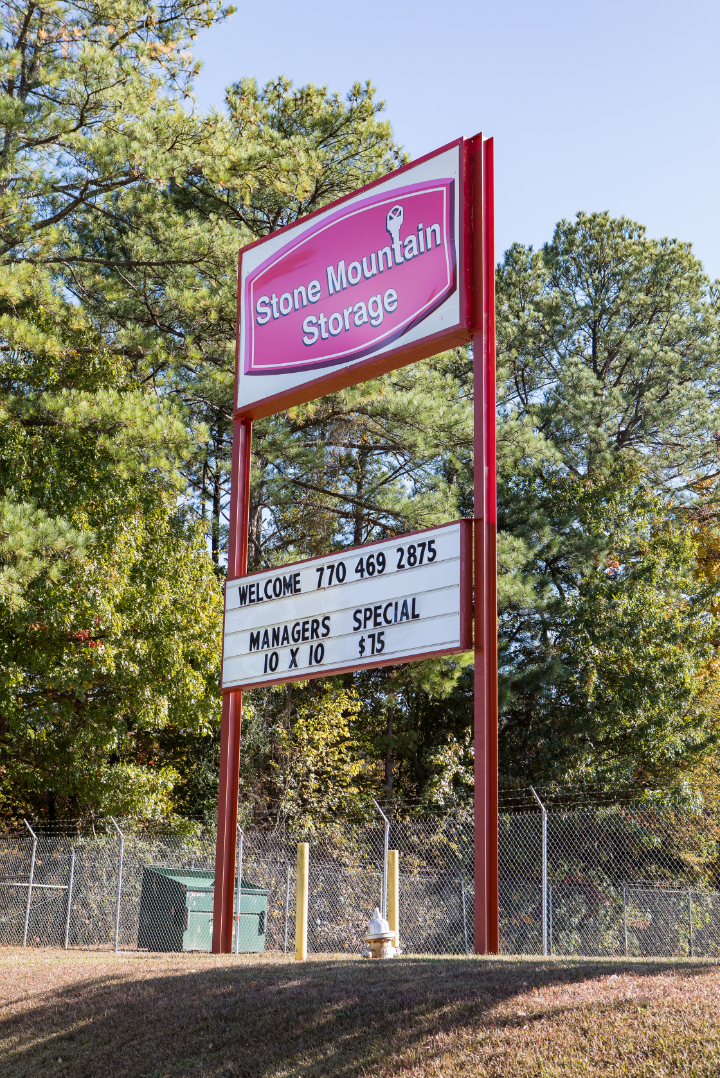 Stone Mountain
Storage
WELCOME 770 469 2875
MANAGERS SPECIAL
10 X 10 $75